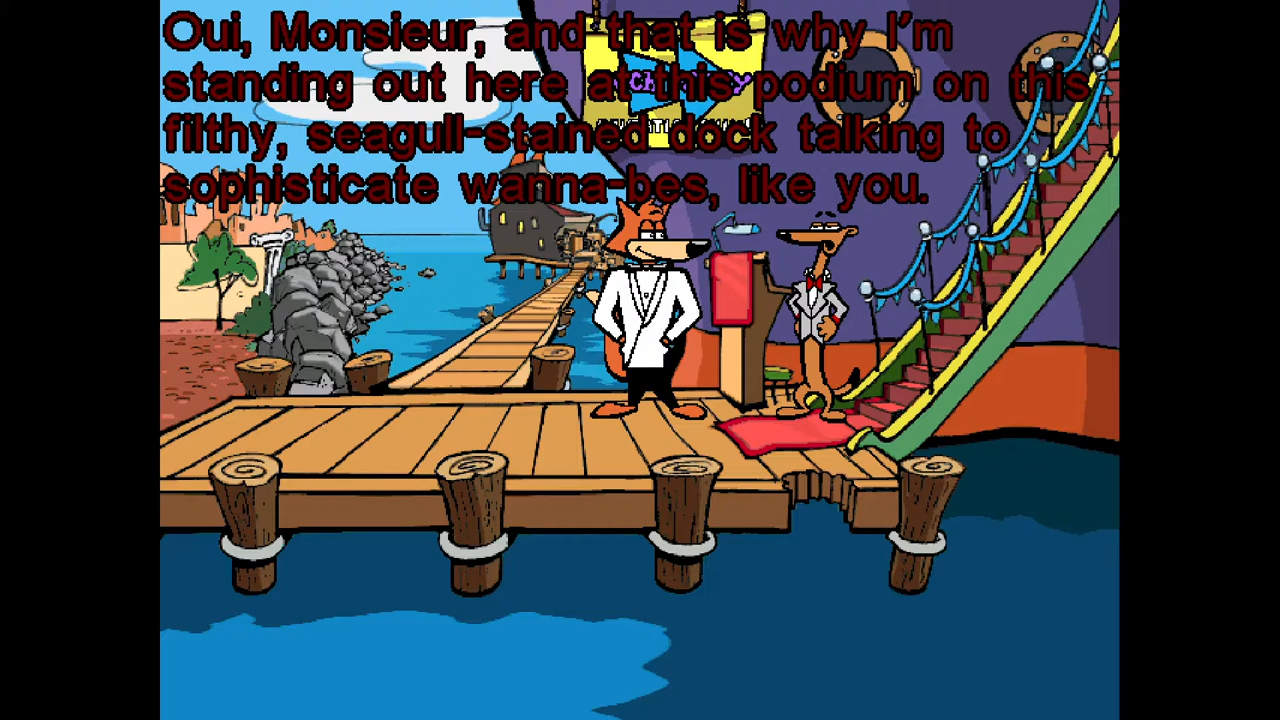 Oui, Monsieur, and that is why I'm
standing out here at this podium on this
filthy, seagull-stained dock talking to
sophisticate wanna-bes, like you.